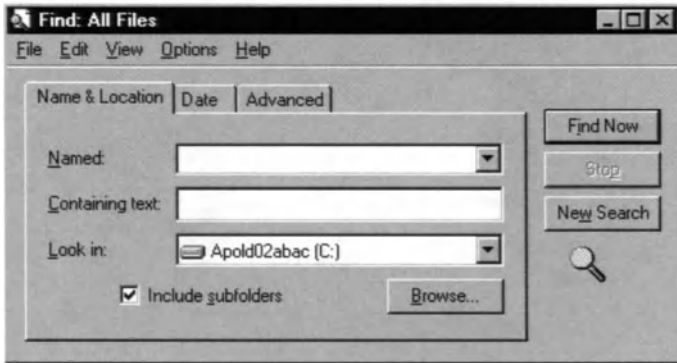 Find: All Files
File Edit View Options Help
Name & Location Date Advanced
Find Now
Named:
Stop
Containing text:
New Search
Look in: Apold02abac (C:)
Include subfolders Browse...